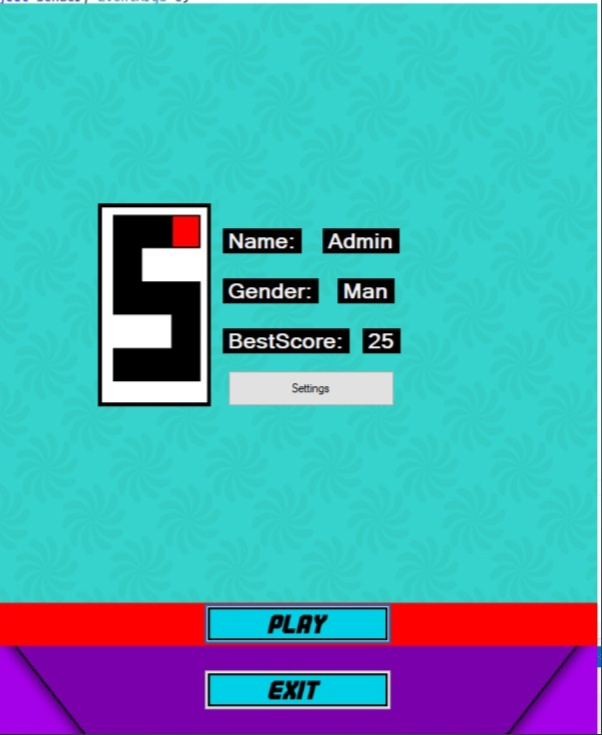 Name: Admin
Gender: Man
BestScore: 25
Settings
PLAY
EXIT